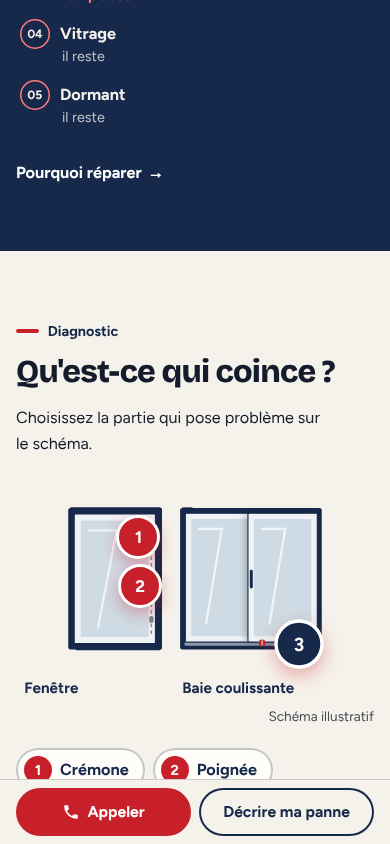 04 Vitrage
il reste
05 Dormant
il reste
Pourquoi réparer →
Diagnostic
Qu'est-ce qui coince ?
Choisissez la partie qui pose problème sur
le schéma.
1
2
3
Fenêtre
Baie coulissante
Schéma illustratif
1 Crémone
2 Poignée
Appeler
Décrire ma panne